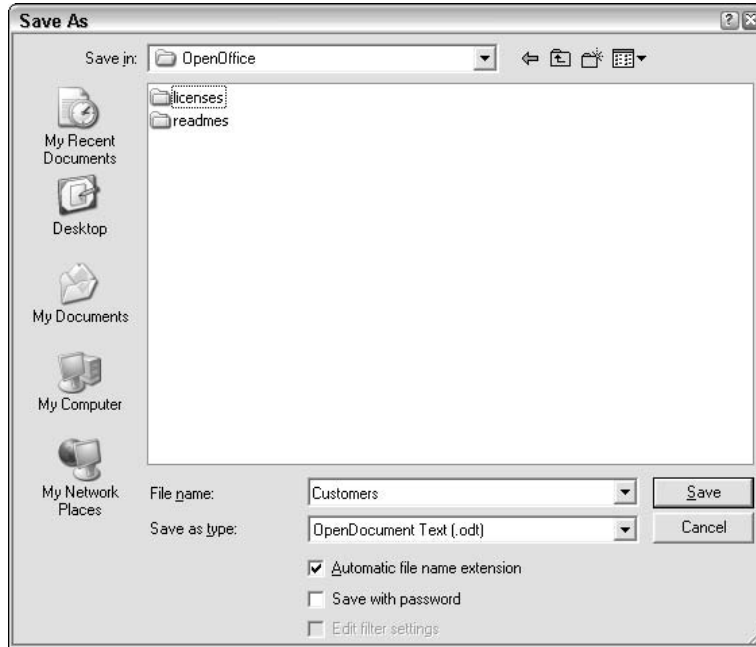 Save As
Save in:
OpenOffice
licenses
readmes
My Recent
Documents
Desktop
My Documents
My Computer
My Network
Places
File name:
Customers
Save
Save as type:
OpenDocument Text (.odt)
Cancel
Automatic file name extension
Save with password
Edit filter settings